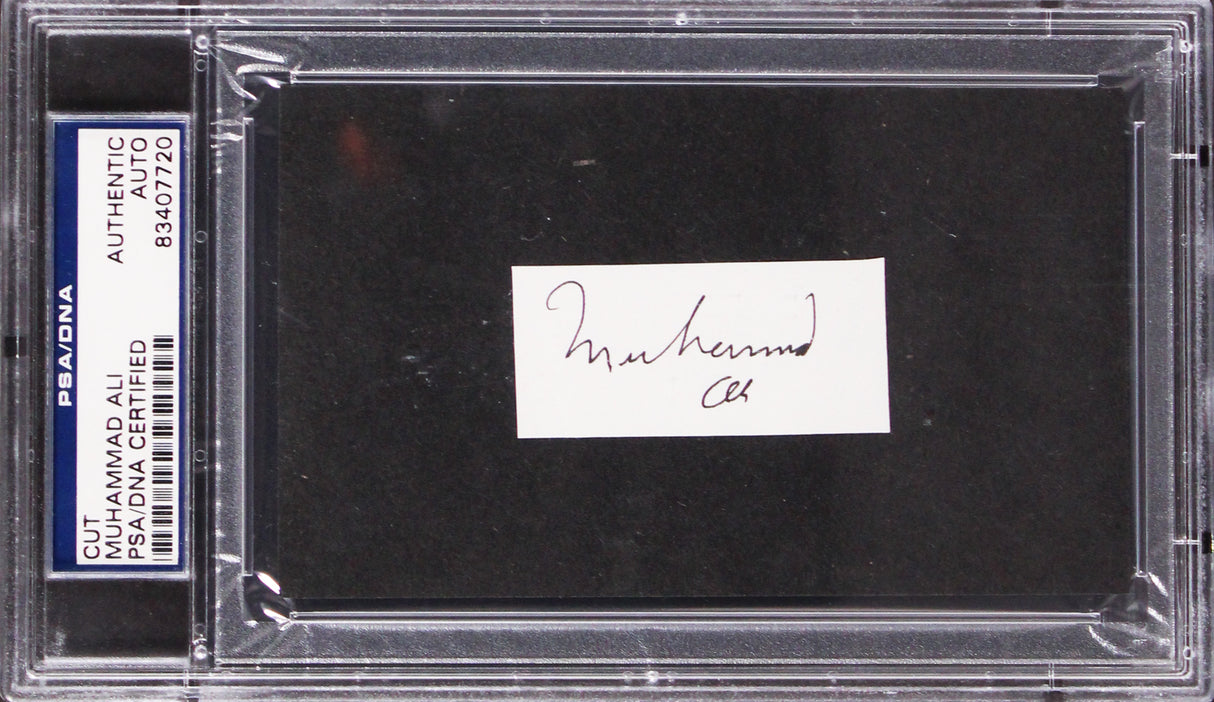 PSA/DNA
CUT
MUHAMMAD ALI
PSA/DNA CERTIFIED
AUTHENTIC
AUTO
83407720
Muhammad
Ali